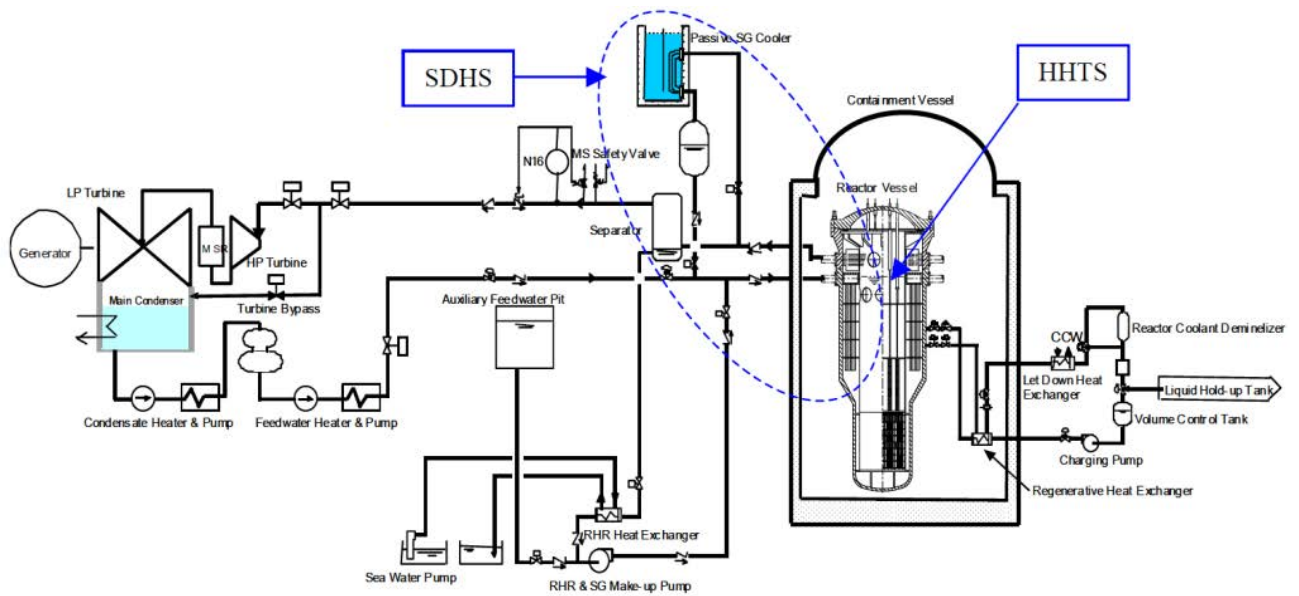 Passive SG Cooler
SDHS
HHTS
Containment Vessel
N16
MS Safety Valve
LP Turbine
Reactor Vessel
Separator
Generator
MSR
HP Turbine
Main Condenser
Turbine Bypass
Auxiliary Feedwater Pit
CCW
Reactor Coolant Deminelizer
Let Down Heat
Exchanger
Liquid Hold-up Tank
Condensate Heater & Pump
Feedwater Heater & Pump
Volume Control Tank
Charging Pump
Regenerative Heat Exchanger
RHR Heat Exchanger
Sea Water Pump
RHR & SG Make-up Pump